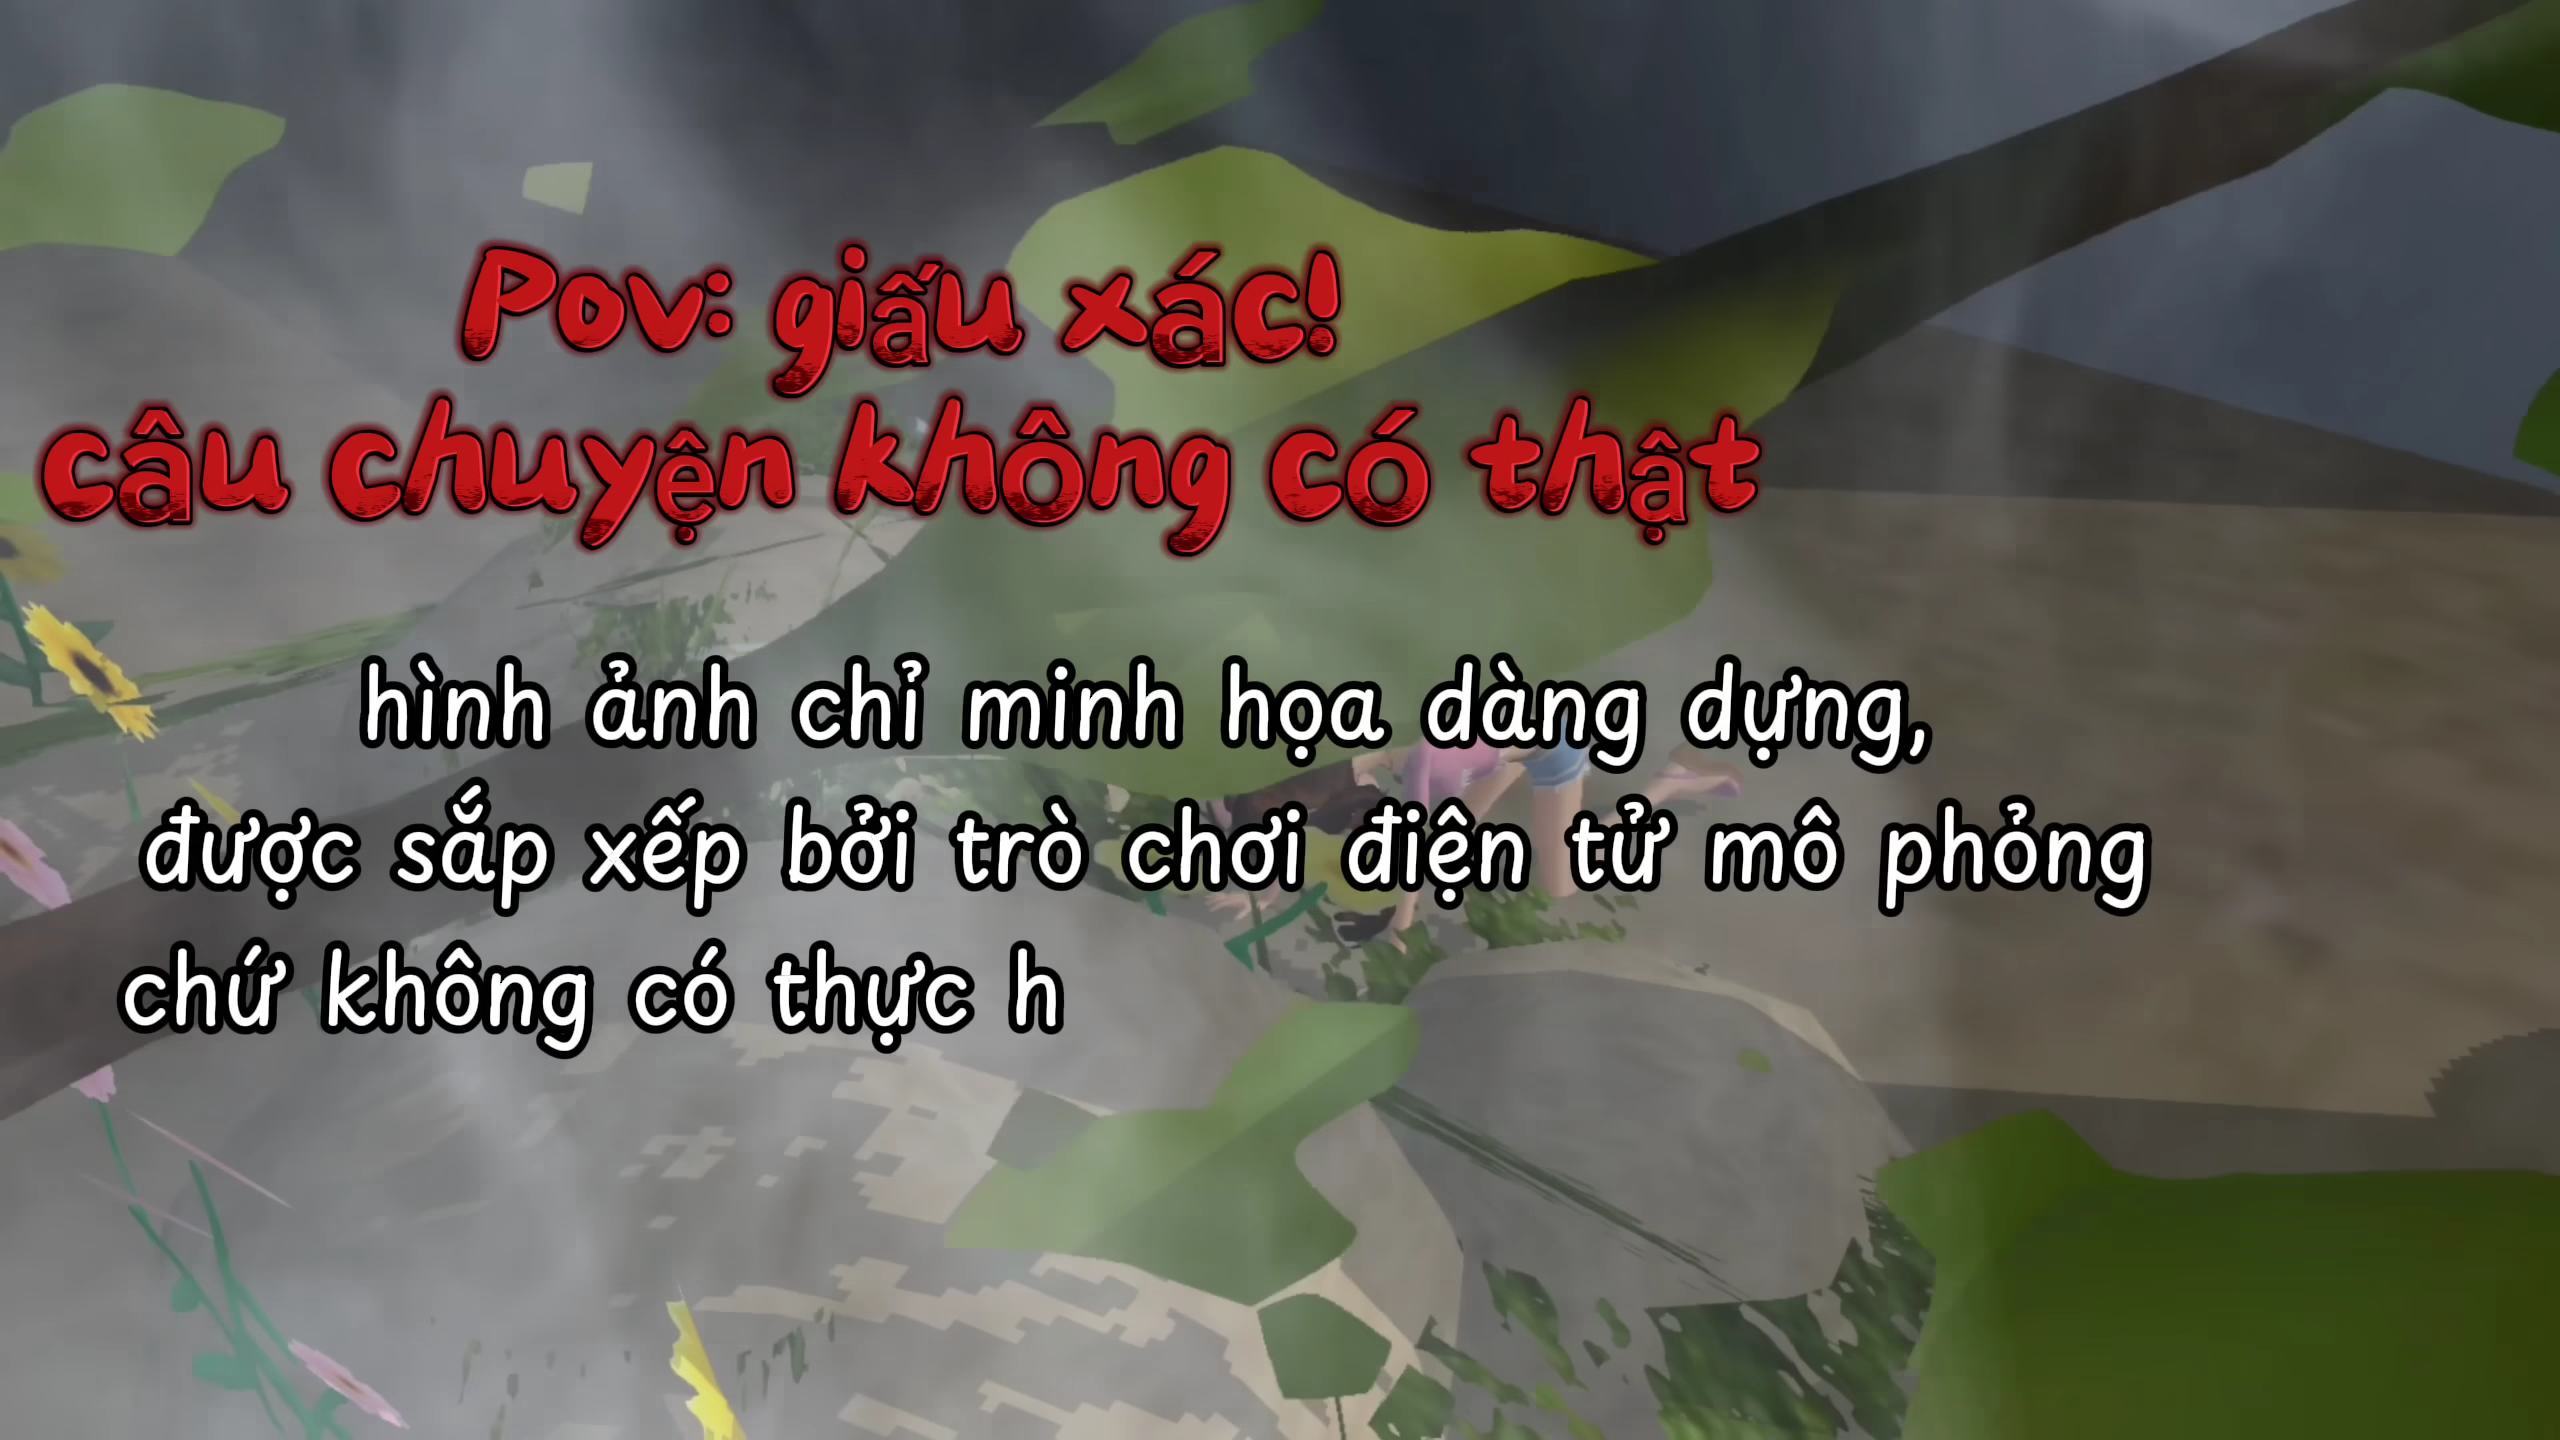 Pov: giấu xác!
câu chuyện không có thật
hình ảnh chỉ minh họa dàng dựng,
được sắp xếp bởi trò chơi điện tử mô phỏng
chứ không có thực h